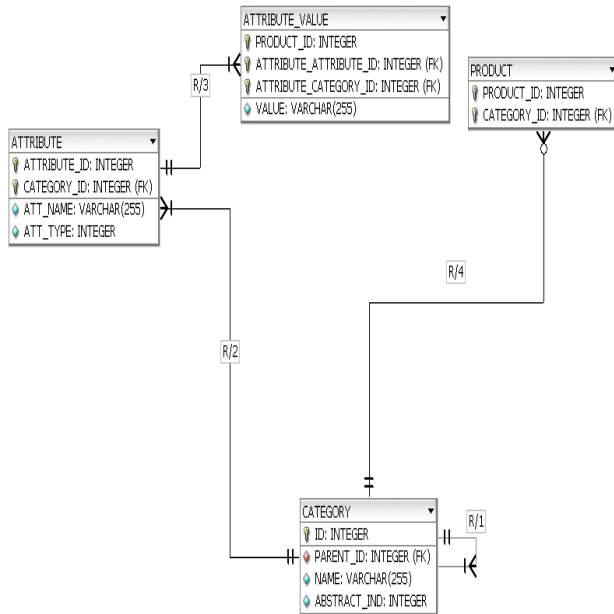 ATTRIBUTE_VALUE
PRODUCT_ID: INTEGER
ATTRIBUTE_ATTRIBUTE_ID: INTEGER (FK)
ATTRIBUTE_CATEGORY_ID: INTEGER (FK)
VALUE: VARCHAR(255)
PRODUCT
PRODUCT_ID: INTEGER
CATEGORY_ID: INTEGER (FK)
R/3
ATTRIBUTE
ATTRIBUTE_ID: INTEGER
CATEGORY_ID: INTEGER (FK)
ATT_NAME: VARCHAR(255)
ATT_TYPE: INTEGER
R/4
R/2
CATEGORY
ID: INTEGER
PARENT_ID: INTEGER (FK)
NAME: VARCHAR(255)
ABSTRACT_IND: INTEGER
R/1